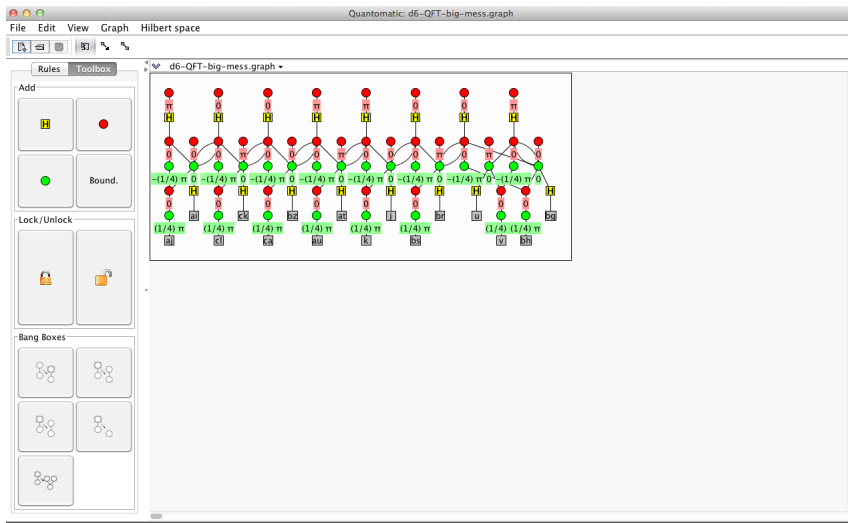 Quantomatic: d6-QFT-big-mess.graph
File Edit View Graph Hilbert space
Rules Toolbox
d6-QFT-big-mess.graph
Add
H
Bound.
Lock/Unlock
Bang Boxes
π 0 0 π 0 0 0 π
H H H H H H H H
0 0 0 π 0 0 0 π 0 0 0 π 0 π 0 0
-(1/4) π 0 -(1/4) π 0 -(1/4) π 0 -(1/4) π 0 -(1/4) π 0 -(1/4) π 0 -(1/4) π 0 -(1/4) π 0
H H H H H H H H
0 0 0 0 0 0 0 0
ai ck bz at j br u bg
(1/4) π (1/4) π (1/4) π (1/4) π (1/4) π (1/4) π (1/4) π (1/4) π
aj cl ca au k bs v bh